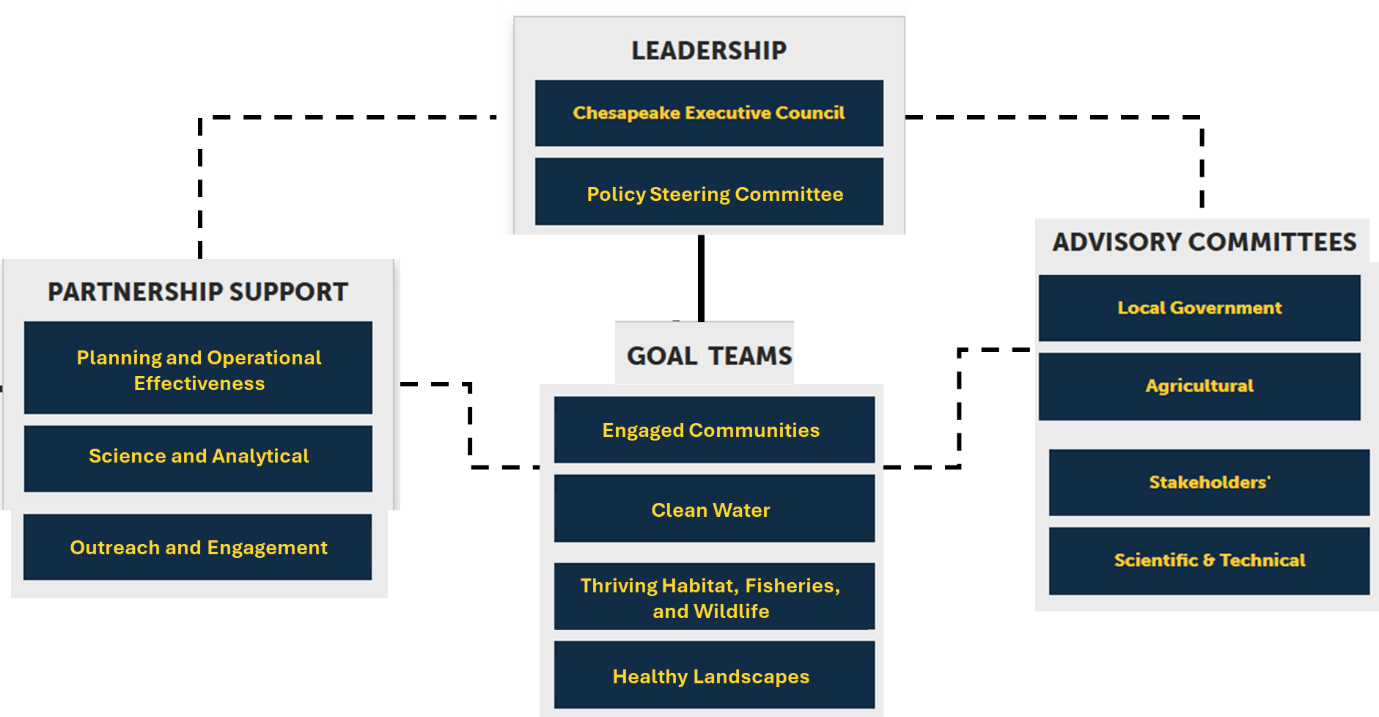 LEADERSHIP
Chesapeake Executive Council
Policy Steering Committee
PARTNERSHIP SUPPORT
Planning and Operational
Effectiveness
Science and Analytical
Outreach and Engagement
GOAL TEAMS
Engaged Communities
Clean Water
Thriving Habitat, Fisheries,
and Wildlife
Healthy Landscapes
ADVISORY COMMITTEES
Local Government
Agricultural
Stakeholders'
Scientific & Technical